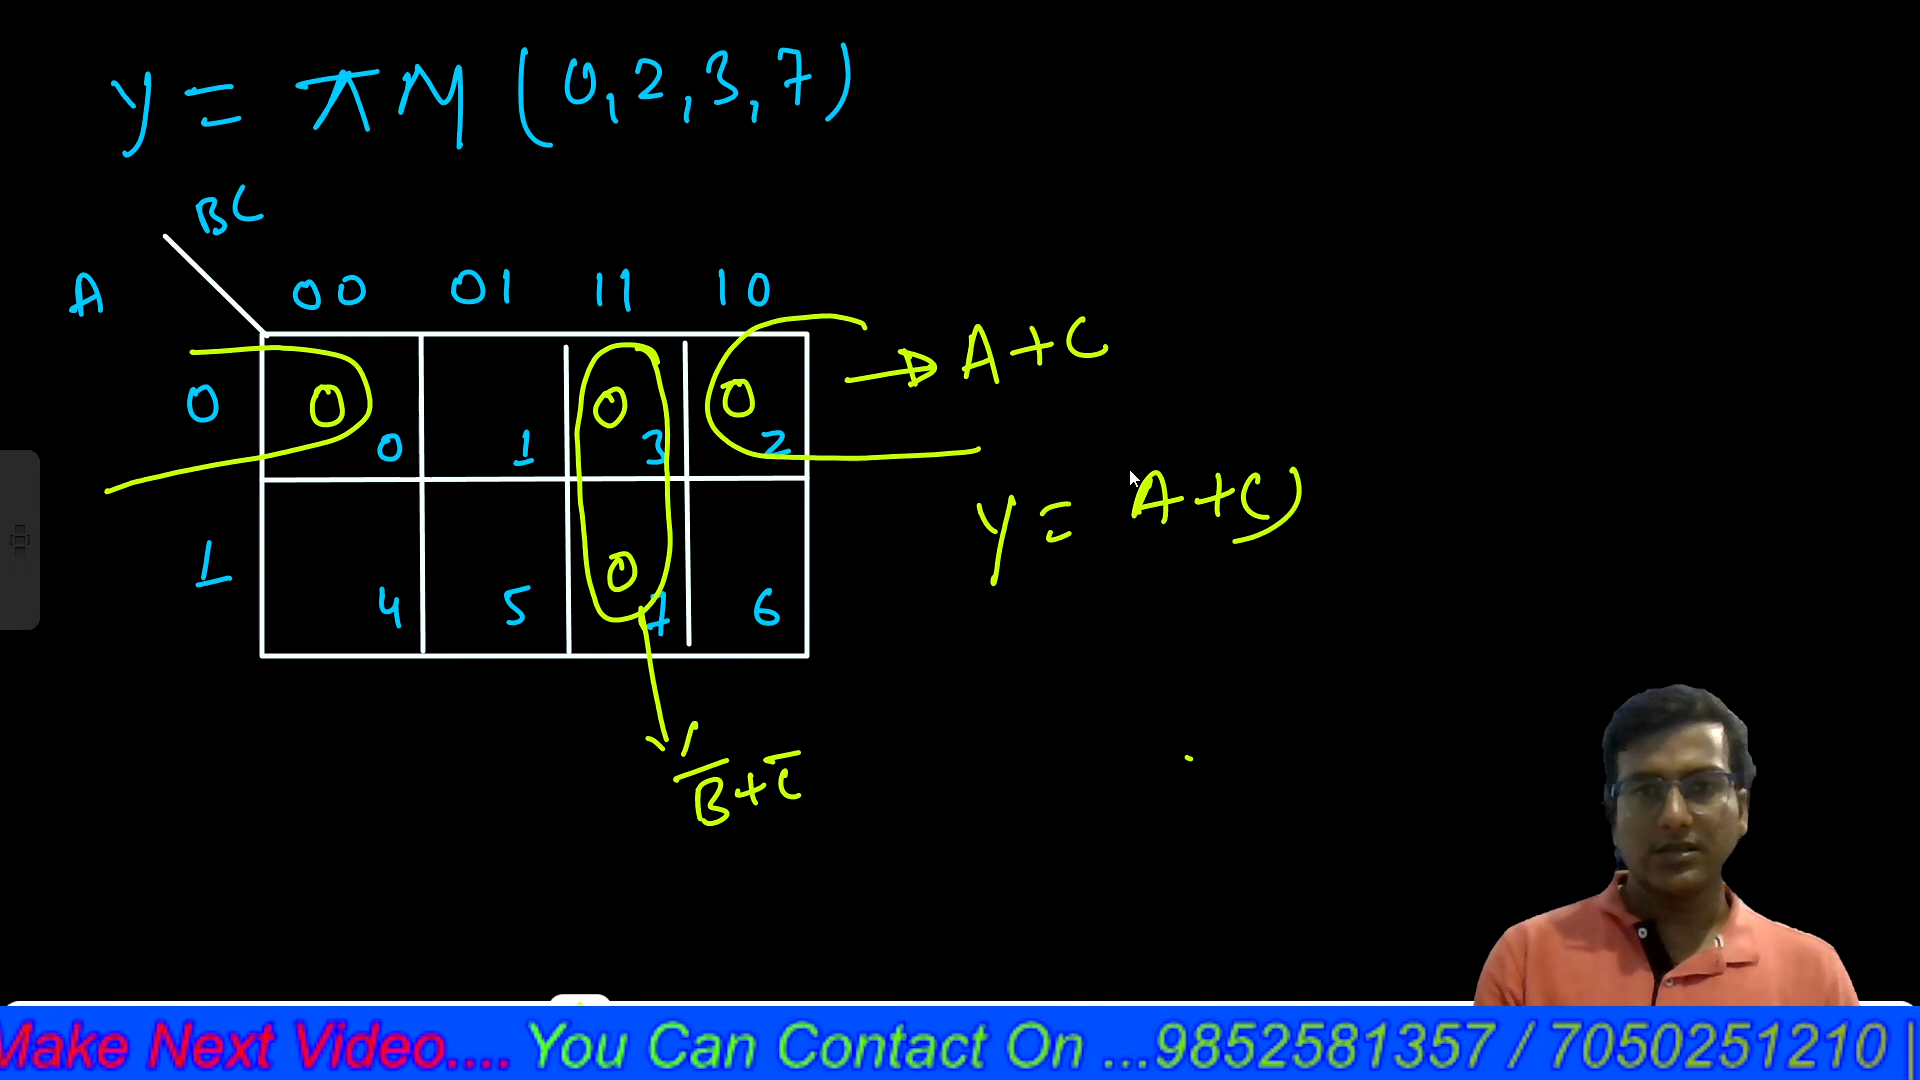 y = πM (0,2,3,7)
BC
A 00 01 11 10
0 0 0 1 0 3 0 2 → A+C
1 4 5 0 7 6
y = A+C)
B̅+C̅
Make Next Video.... You Can Contact On ...9852581357 / 7050251210 |